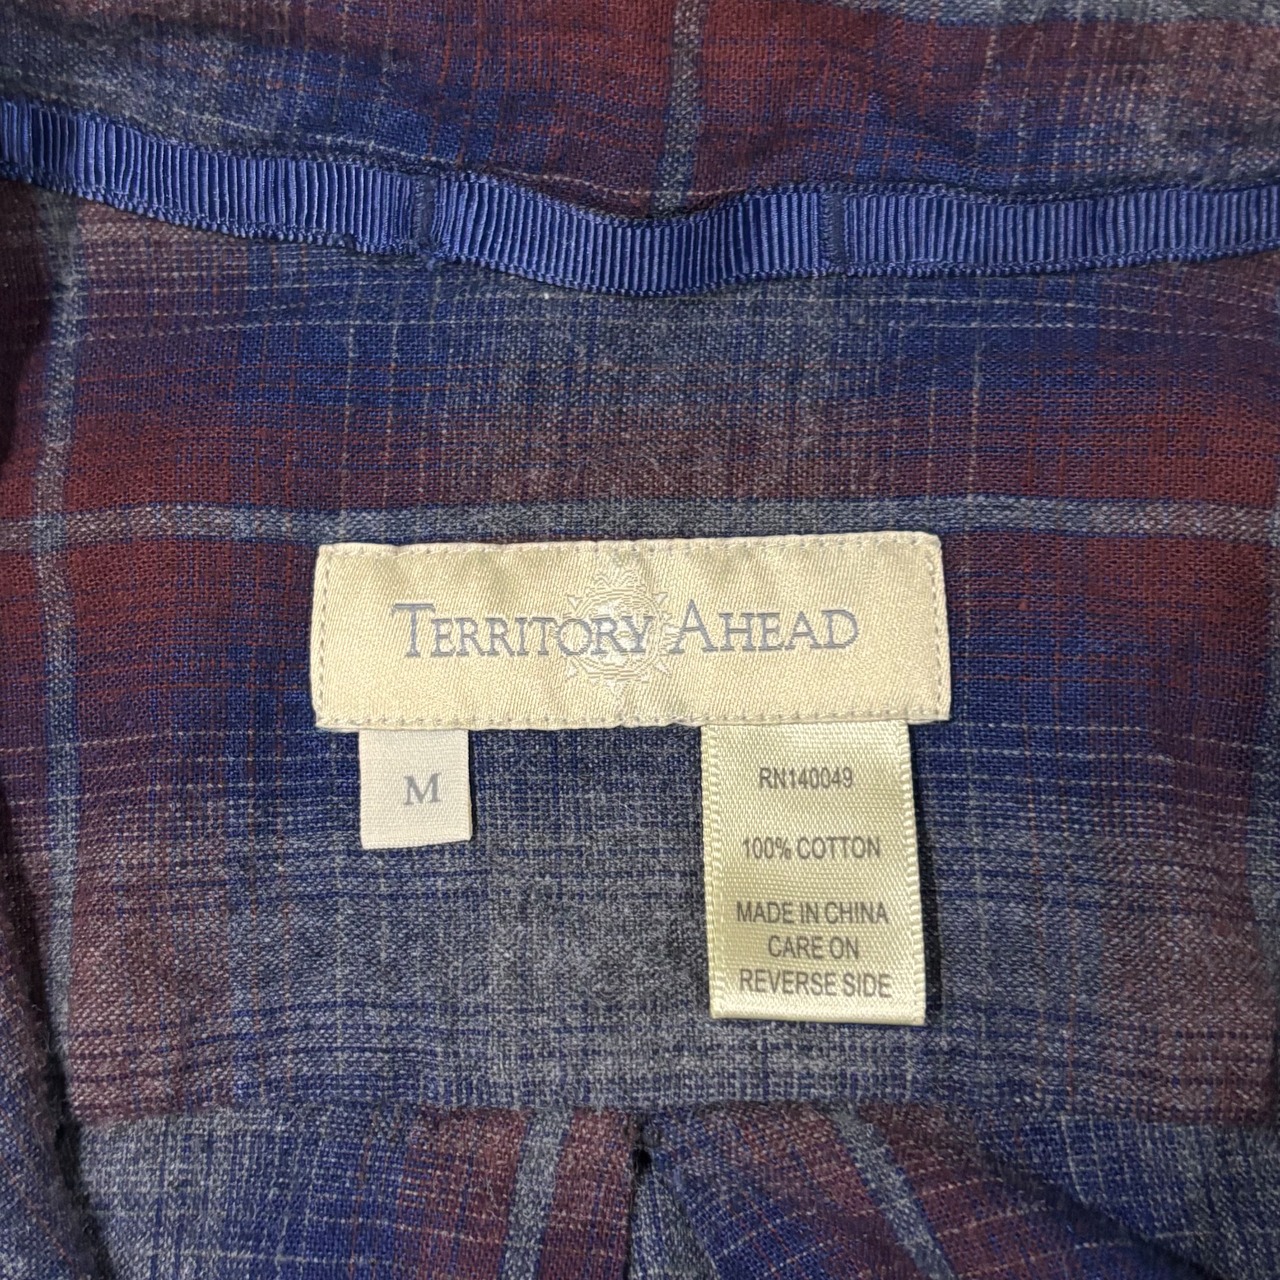 TERRITORY AHEAD
M
RN140049
100% COTTON
MADE IN CHINA
CARE ON
REVERSE SIDE